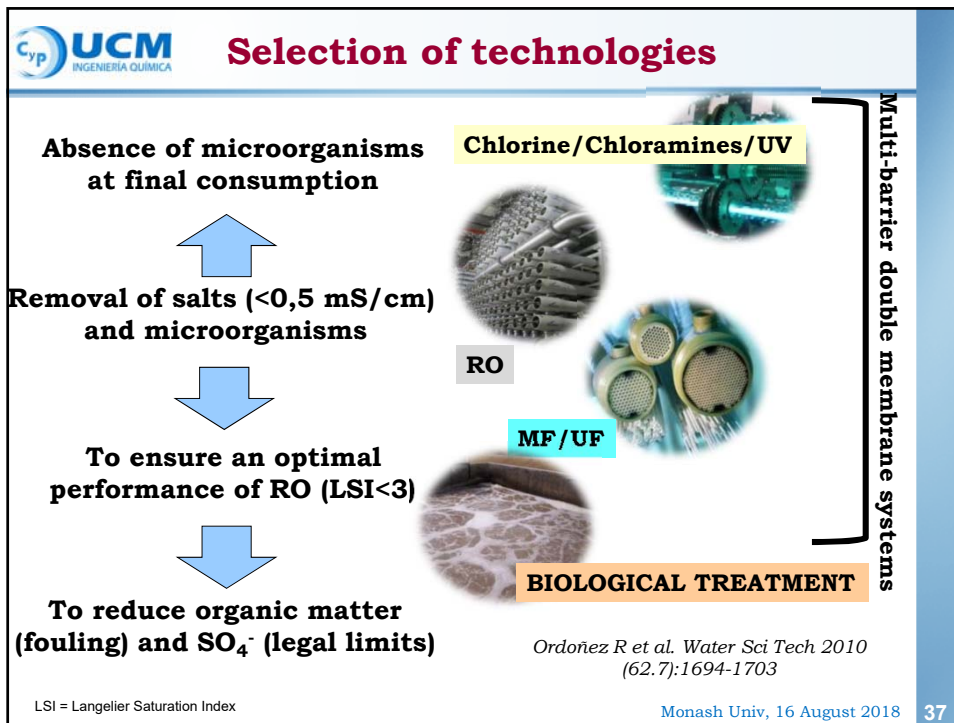 Cyp UCM
INGENIERÍA QUÍMICA
Selection of technologies
Absence of microorganisms
at final consumption
Removal of salts (<0,5 mS/cm)
and microorganisms
To ensure an optimal
performance of RO (LSI<3)
To reduce organic matter
(fouling) and SO₄⁻ (legal limits)
Chlorine/Chloramines/UV
RO
MF/UF
BIOLOGICAL TREATMENT
Multi-barrier double membrane systems
Ordoñez R et al. Water Sci Tech 2010
(62.7):1694-1703
LSI = Langelier Saturation Index
Monash Univ, 16 August 2018
37